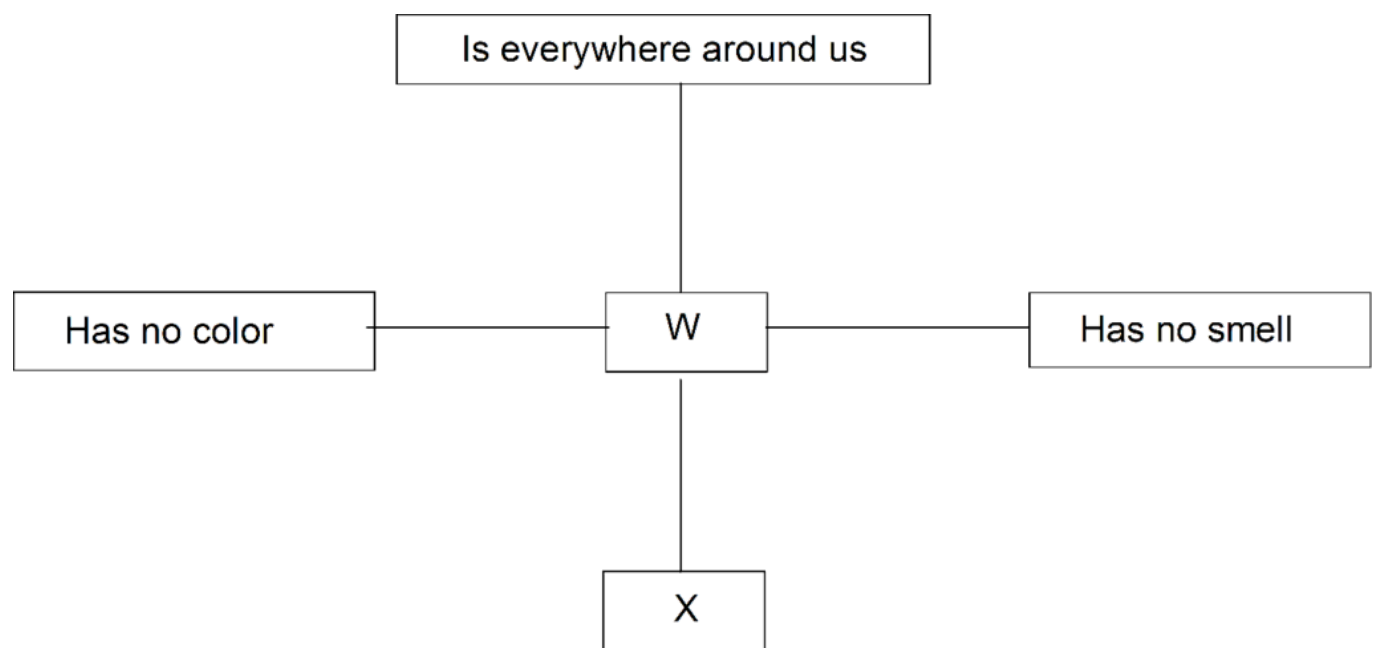 Is everywhere around us
Has no color
W
Has no smell
X